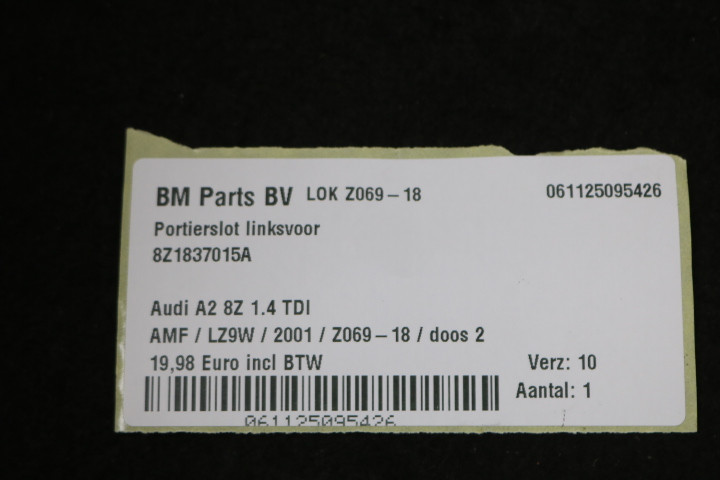 BM Parts BV LOK Z069-18 061125095426
Portierslot linksvoor
8Z1837015A
Audi A2 8Z 1.4 TDI
AMF / LZ9W / 2001 / Z069-18 / doos 2
19,98 Euro incl BTW Verz: 10
Aantal: 1
061125095426